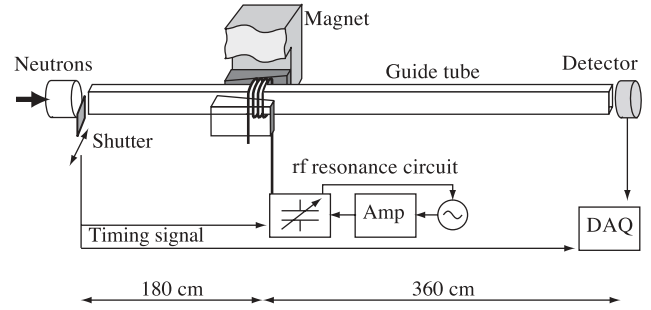 Magnet
Neutrons
Guide tube
Detector
Shutter
rf resonance circuit
Amp
DAQ
Timing signal
180 cm
360 cm